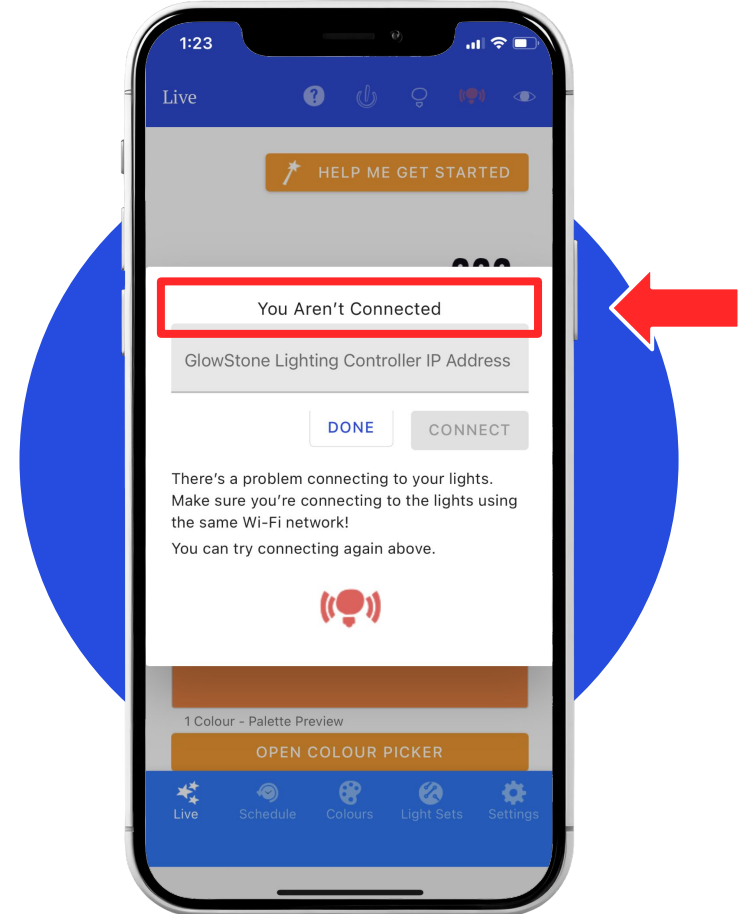 1:23
Live
?
HELP ME GET STARTED
You Aren't Connected
GlowStone Lighting Controller IP Address
DONE
CONNECT
There's a problem connecting to your lights.
Make sure you're connecting to the lights using
the same Wi-Fi network!
You can try connecting again above.
1 Colour - Palette Preview
OPEN COLOUR PICKER
Live
Schedule
Colours
Light Sets
Settings